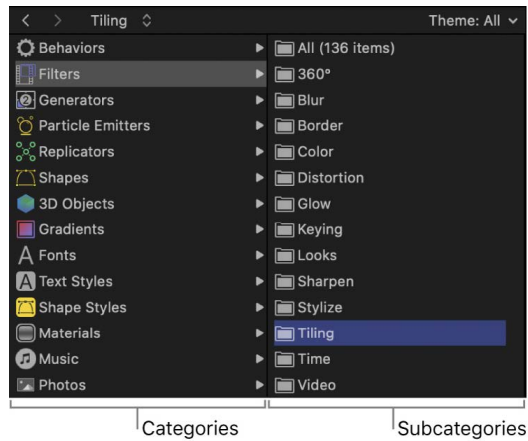 Tiling
Theme: All
Behaviors
Filters
Generators
Particle Emitters
Replicators
Shapes
3D Objects
Gradients
Fonts
Text Styles
Shape Styles
Materials
Music
Photos
All (136 items)
360°
Blur
Border
Color
Distortion
Glow
Keying
Looks
Sharpen
Stylize
Tiling
Time
Video
Categories
Subcategories